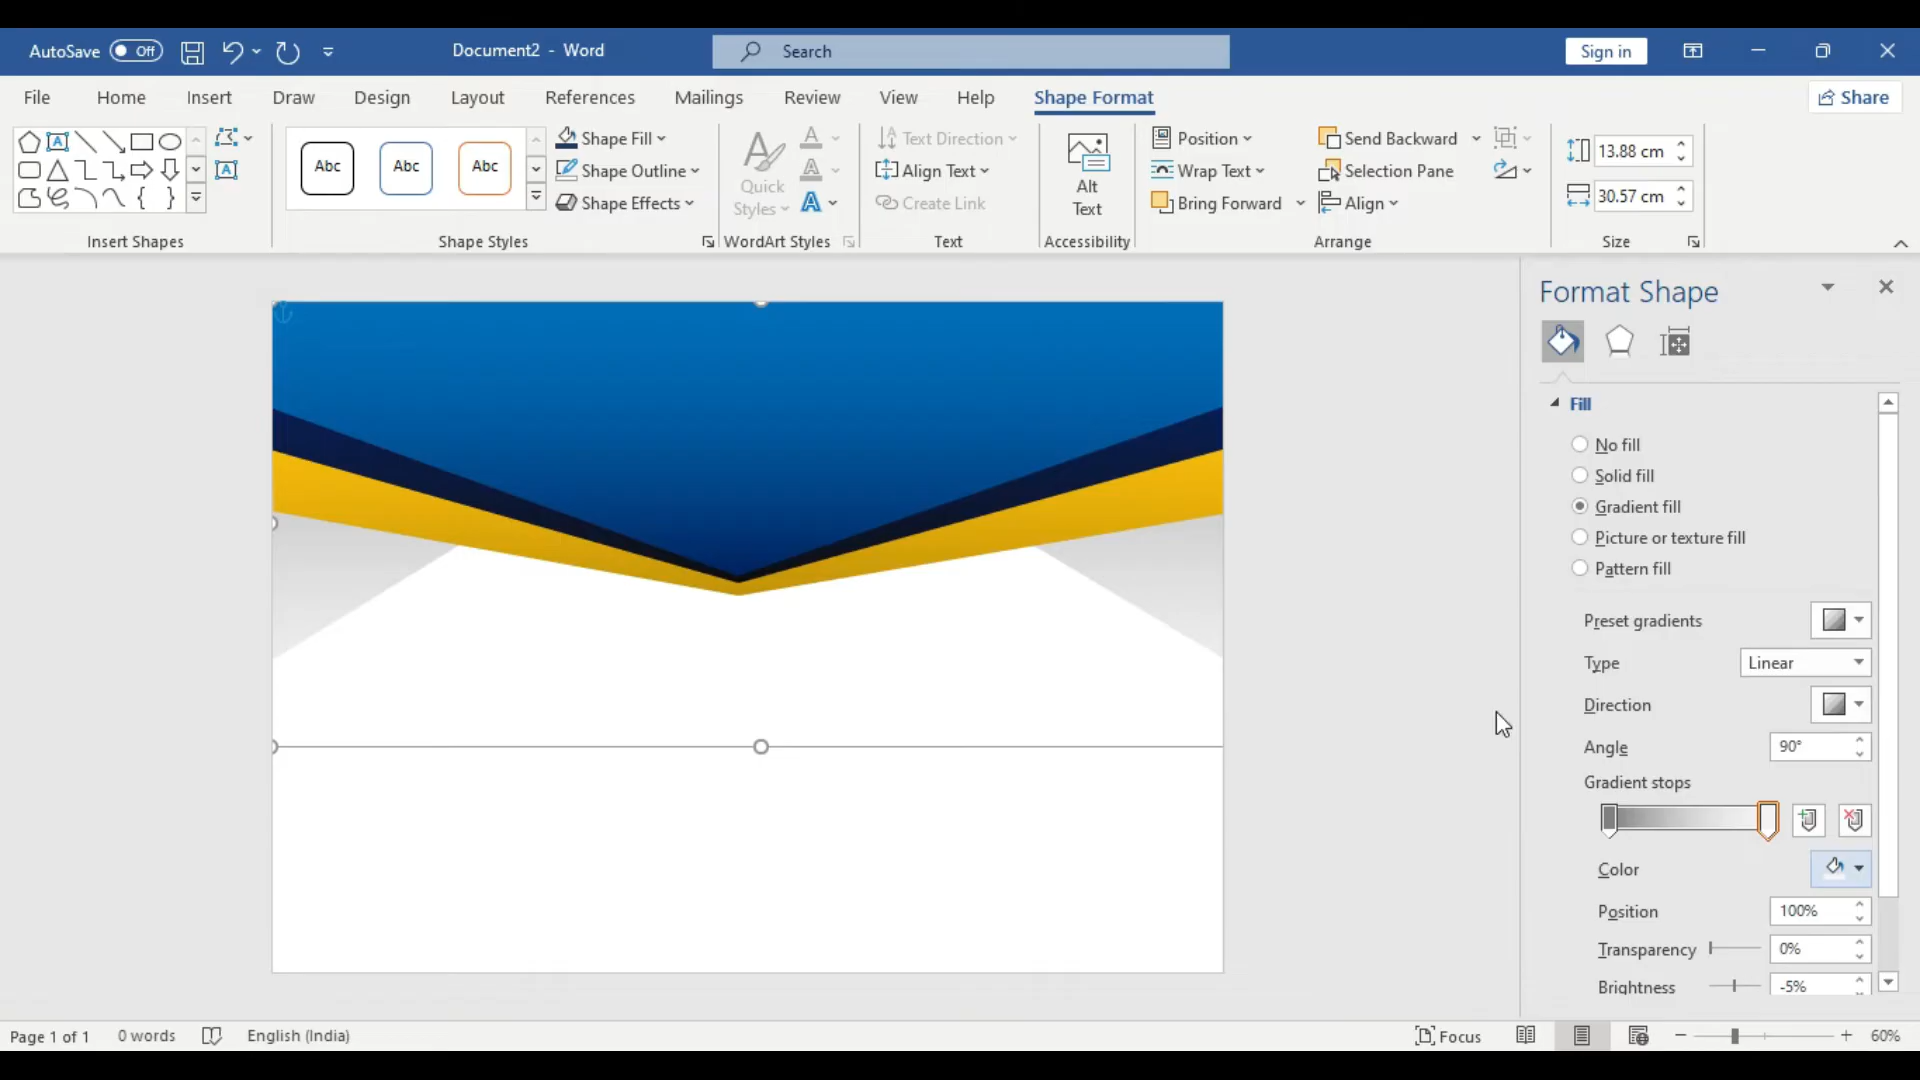 AutoSave Off Document2 - Word Search Sign in
File Home Insert Draw Design Layout References Mailings Review View Help Shape Format Share
Abc Abc Abc
Shape Fill
Shape Outline
Shape Effects
Quick
Styles
Text Direction
Align Text
Create Link
Alt
Text
Position
Wrap Text
Bring Forward
Send Backward
Selection Pane
Align
13.88 cm
30.57 cm
Insert Shapes Shape Styles WordArt Styles Text Accessibility Arrange Size
Format Shape
Fill
No fill
Solid fill
Gradient fill
Picture or texture fill
Pattern fill
Preset gradients
Type Linear
Direction
Angle 90°
Gradient stops
Color
Position 100%
Transparency 0%
Brightness -5%
Page 1 of 1 0 words English (India) Focus 60%